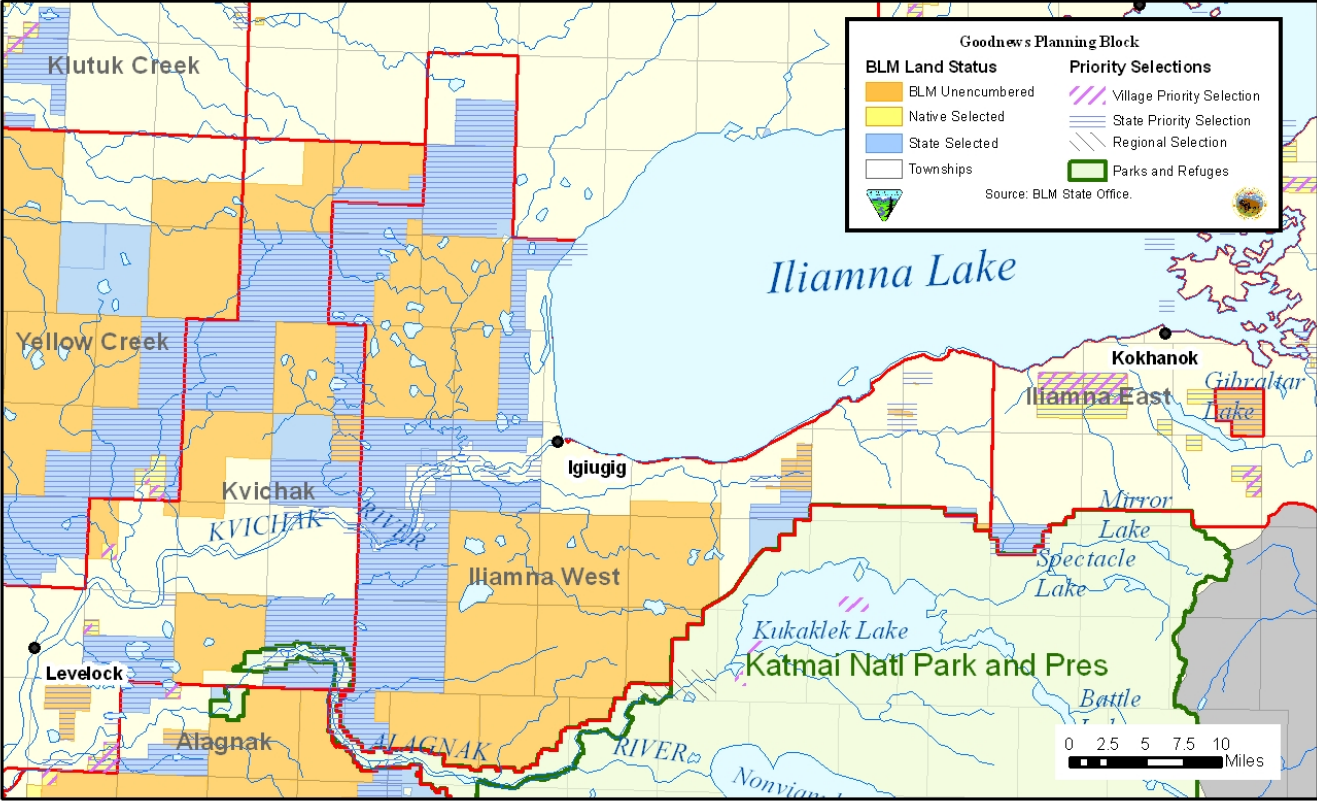 Goodnews Planning Block
BLM Land Status
BLM Unencumbered
Native Selected
State Selected
Townships
Priority Selections
Village Priority Selection
State Priority Selection
Regional Selection
Parks and Refuges
Source: BLM State Office.
Klutuk Creek
Iliamna Lake
Yellow Creek
Kokhanok
Gibraltar
Lake
Iliamna East
Igiugig
Kvichak
KVICHAK RIVER
Mirror
Lake
Spectacle
Lake
Iliamna West
Kukaklek Lake
Katmai Natl Park and Pres
Levelock
Battle
Alagnak
ALAGNAK RIVER
0 2.5 5 7.5 10
Miles